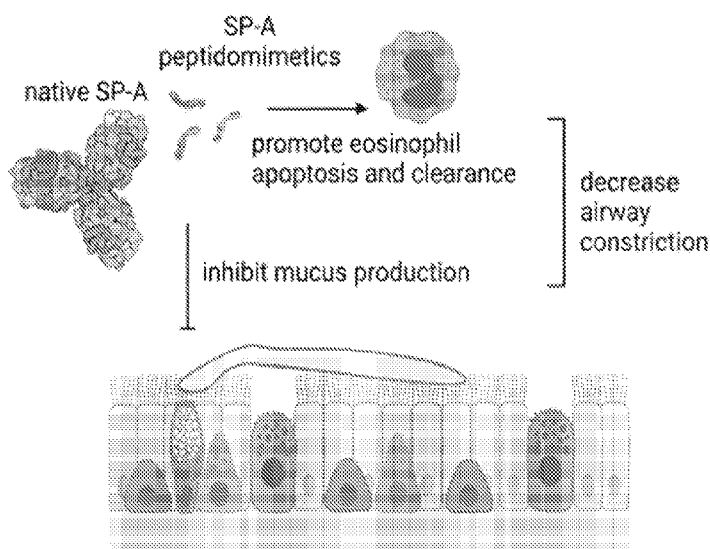 SP-A
peptidomimetics
native SP-A
promote eosinophil
apoptosis and clearance
decrease
airway
constriction
inhibit mucus production